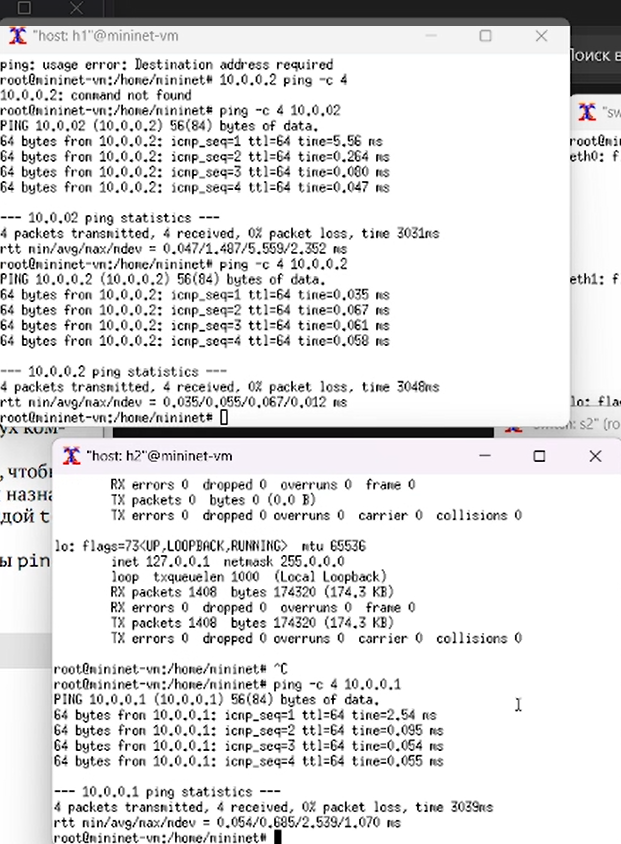 "host: h1"@mininet-vm
ping: usage error: Destination address required
root@mininet-vm:/home/mininet# 10.0.0.2 ping -c 4
10.0.0.2: command not found
root@mininet-vm:/home/mininet# ping -c 4 10.0.02
PING 10.0.02 (10.0.0.2) 56(84) bytes of data.
64 bytes from 10.0.0.2: icmp_seq=1 ttl=64 time=5.56 ms
64 bytes from 10.0.0.2: icmp_seq=2 ttl=64 time=0.264 ms
64 bytes from 10.0.0.2: icmp_seq=3 ttl=64 time=0.080 ms
64 bytes from 10.0.0.2: icmp_seq=4 ttl=64 time=0.047 ms
--- 10.0.02 ping statistics ---
4 packets transmitted, 4 received, 0% packet loss, time 3031ms
rtt min/avg/max/mdev = 0.047/1.487/5.559/2.352 ms
root@mininet-vm:/home/mininet# ping -c 4 10.0.0.2
PING 10.0.0.2 (10.0.0.2) 56(84) bytes of data.
64 bytes from 10.0.0.2: icmp_seq=1 ttl=64 time=0.035 ms
64 bytes from 10.0.0.2: icmp_seq=2 ttl=64 time=0.067 ms
64 bytes from 10.0.0.2: icmp_seq=3 ttl=64 time=0.061 ms
64 bytes from 10.0.0.2: icmp_seq=4 ttl=64 time=0.058 ms
--- 10.0.0.2 ping statistics ---
4 packets transmitted, 4 received, 0% packet loss, time 3048ms
rtt min/avg/max/mdev = 0.035/0.055/0.067/0.012 ms
root@mininet-vm:/home/mininet#
Поиск в
"sw
root@mi
eth0: f
eth1: f
lo: flag
switch: s2" (ro
ух ком-
, чтобы
назна
дой t
ы pin
"host: h2"@mininet-vm
RX errors 0 dropped 0 overruns 0 frame 0
TX packets 0 bytes 0 (0.0 B)
TX errors 0 dropped 0 overruns 0 carrier 0 collisions 0
lo: flags=73<UP,LOOPBACK,RUNNING> mtu 65536
inet 127.0.0.1 netmask 255.0.0.0
loop txqueuelen 1000 (Local Loopback)
RX packets 1408 bytes 174320 (174.3 KB)
RX errors 0 dropped 0 overruns 0 frame 0
TX packets 1408 bytes 174320 (174.3 KB)
TX errors 0 dropped 0 overruns 0 carrier 0 collisions 0
root@mininet-vm:/home/mininet# ^C
root@mininet-vm:/home/mininet# ping -c 4 10.0.0.1
PING 10.0.0.1 (10.0.0.1) 56(84) bytes of data.
64 bytes from 10.0.0.1: icmp_seq=1 ttl=64 time=2.54 ms
64 bytes from 10.0.0.1: icmp_seq=2 ttl=64 time=0.095 ms
64 bytes from 10.0.0.1: icmp_seq=3 ttl=64 time=0.054 ms
64 bytes from 10.0.0.1: icmp_seq=4 ttl=64 time=0.055 ms
--- 10.0.0.1 ping statistics ---
4 packets transmitted, 4 received, 0% packet loss, time 3039ms
rtt min/avg/max/mdev = 0.054/0.685/2.539/1.070 ms
root@mininet-vm:/home/mininet#